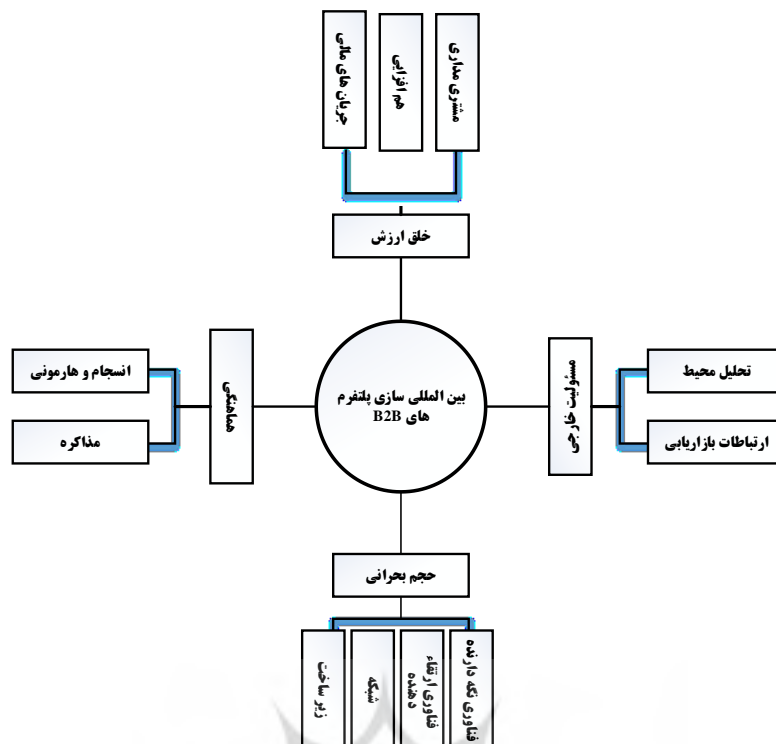 مشتری مداری
هم افزایی
جریان های مالی
خلق ارزش
تحلیل محیط
ارتباطات بازاریابی
مسئولیت خارجی
بین المللی سازی پلتفرم
های B2B
هماهنگی
انسجام و هارمونی
مذاکره
حجم بحرانی
فناوری نگه دارنده
فناوری ارتقاء
دهنده
شبکه
زیر ساخت